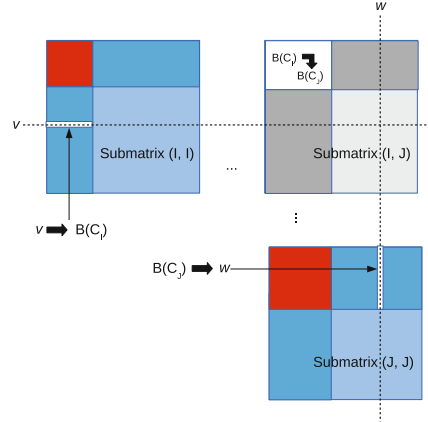 w
B(C_I)
B(C_J)
v
Submatrix (I, I)
Submatrix (I, J)
...
⋮
v B(C_I)
B(C_J) w
Submatrix (J, J)